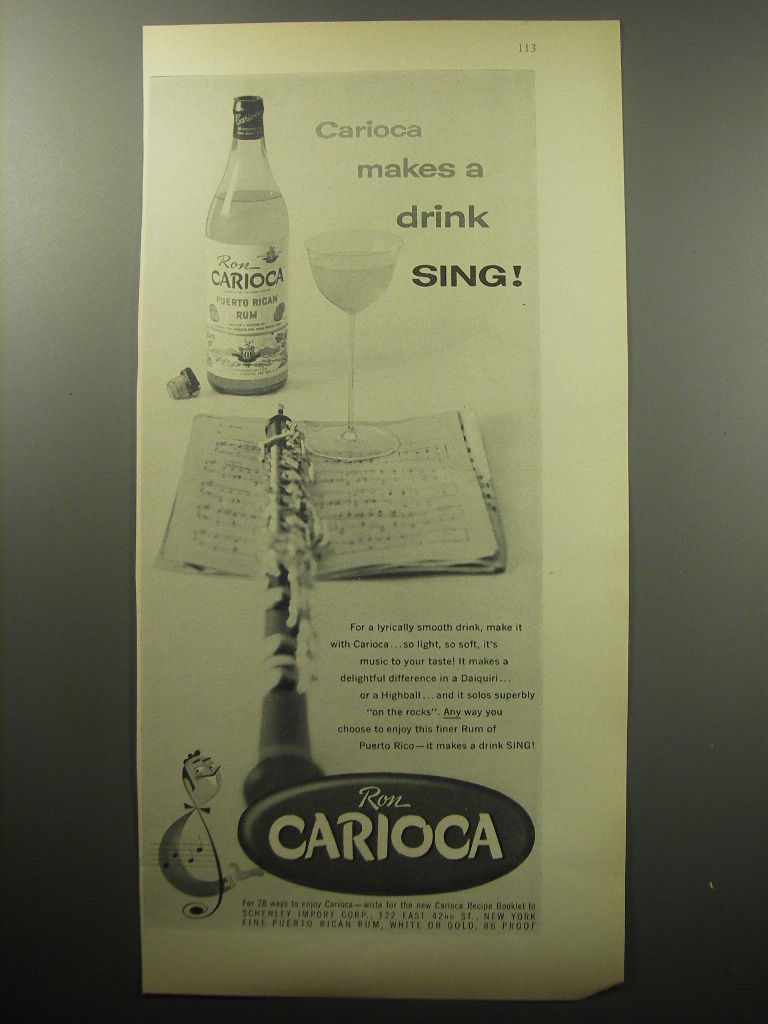 113
Carioca
makes a
drink
SING!
Carioca
Ron
CARIOCA
PUERTO RICAN
RUM
For a lyrically smooth drink, make it
with Carioca...so light, so soft, it's
music to your taste! It makes a
delightful difference in a Daiquiri...
or a Highball...and it solos superbly
"on the rocks". Any way you
choose to enjoy this finer Rum of
Puerto Rico—it makes a drink SING!
Ron
CARIOCA
For 28 ways to enjoy Carioca—write for the new Carioca Recipe Booklet to
SCHENLEY IMPORT CORP., 122 EAST 42ND ST., NEW YORK
FINE PUERTO RICAN RUM, WHITE OR GOLD, 86 PROOF